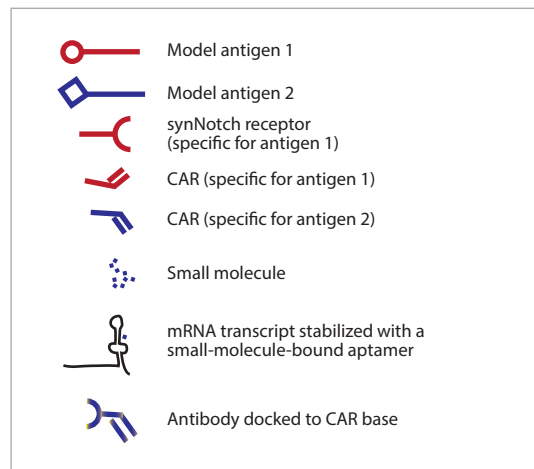 Model antigen 1
Model antigen 2
synNotch receptor
(specific for antigen 1)
CAR (specific for antigen 1)
CAR (specific for antigen 2)
Small molecule
mRNA transcript stabilized with a
small-molecule-bound aptamer
Antibody docked to CAR base